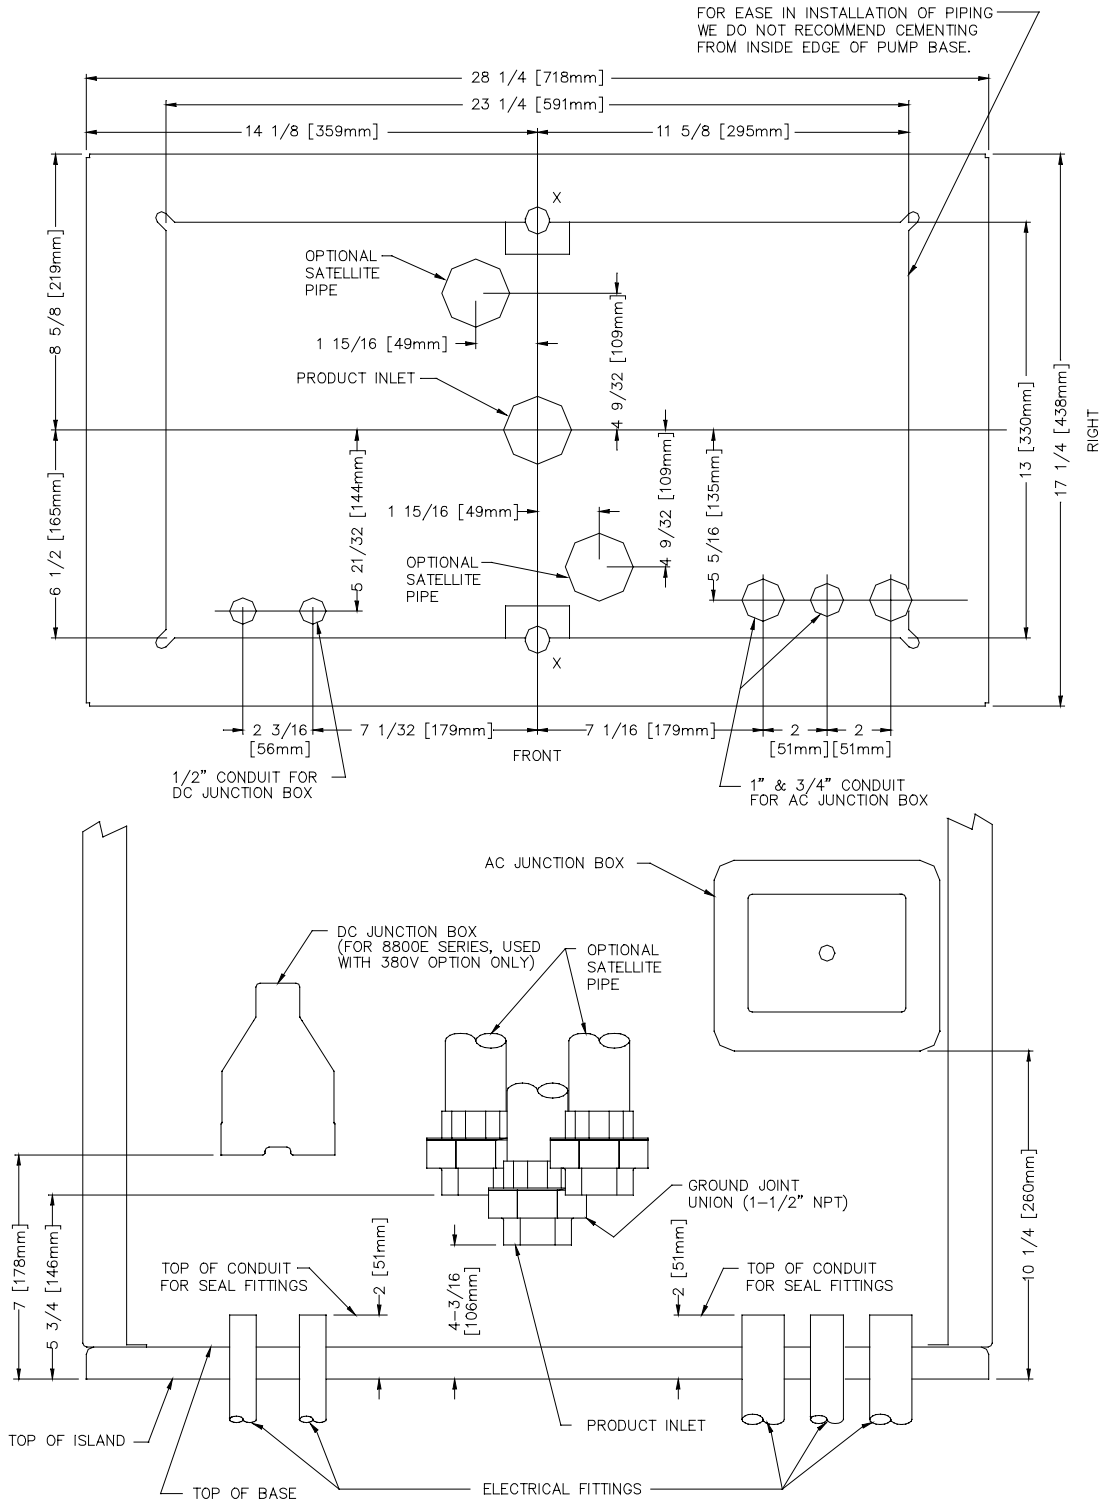 FOR EASE IN INSTALLATION OF PIPING
WE DO NOT RECOMMEND CEMENTING
FROM INSIDE EDGE OF PUMP BASE.
28 1/4 [718mm]
23 1/4 [591mm]
14 1/8 [359mm]
11 5/8 [295mm]
X
OPTIONAL
SATELLITE
PIPE
8 5/8 [219mm]
1 15/16 [49mm]
4 9/32 [109mm]
PRODUCT INLET
13 [330mm]
17 1/4 [438mm]
RIGHT
6 1/2 [165mm]
5 21/32 [144mm]
1 15/16 [49mm]
4 9/32 [109mm]
5 5/16 [135mm]
OPTIONAL
SATELLITE
PIPE
X
2 3/16
[56mm]
7 1/32 [179mm]
7 1/16 [179mm]
2
[51mm]
2
[51mm]
FRONT
1/2" CONDUIT FOR
DC JUNCTION BOX
1" & 3/4" CONDUIT
FOR AC JUNCTION BOX
AC JUNCTION BOX
DC JUNCTION BOX
(FOR 8800E SERIES, USED
WITH 380V OPTION ONLY)
OPTIONAL
SATELLITE
PIPE
GROUND JOINT
UNION (1-1/2" NPT)
7 [178mm]
5 3/4 [146mm]
TOP OF CONDUIT
FOR SEAL FITTINGS
2 [51mm]
4-3/16
[106mm]
2 [51mm]
TOP OF CONDUIT
FOR SEAL FITTINGS
10 1/4 [260mm]
PRODUCT INLET
TOP OF ISLAND
TOP OF BASE
ELECTRICAL FITTINGS